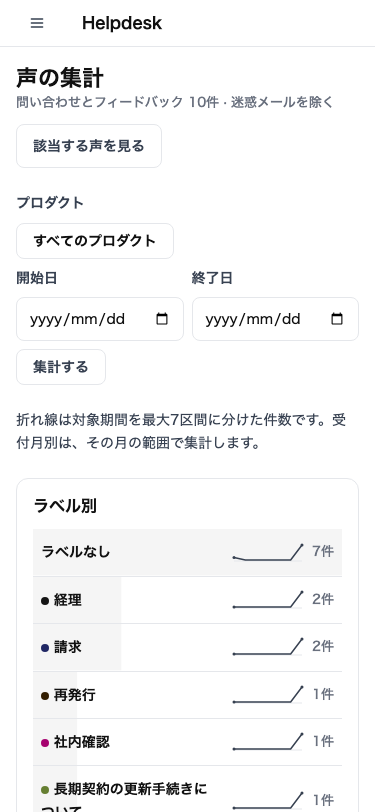 Helpdesk
声の集計
問い合わせとフィードバック 10件 · 迷惑メールを除く
該当する声を見る
プロダクト
すべてのプロダクト
開始日 終了日
yyyy/mm/dd yyyy/mm/dd
集計する
折れ線は対象期間を最大7区間に分けた件数です。受
付月別は、その月の範囲で集計します。
ラベル別
ラベルなし 7件
経理 2件
請求 2件
再発行 1件
社内確認 1件
長期契約の更新手続きに 1件
ついて